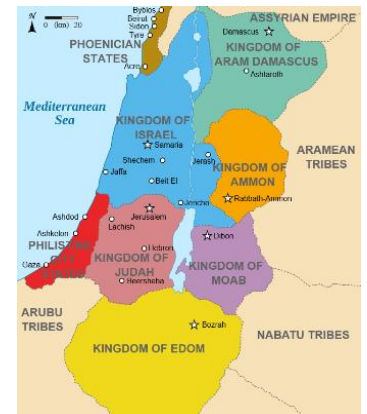 Byblos
Beirut
Sidon
Tyre
N
0 (km) 20
PHOENICIAN
STATES
Acre
ASSYRIAN EMPIRE
Damascus
KINGDOM OF
ARAM DAMASCUS
Ashtaroth
Mediterranean
Sea
KINGDOM OF
ISRAEL
Samaria
Shechem
Jaffa
Beit El
Jerash
KINGDOM OF
AMMON
Rabbath-Ammon
ARAMEAN
TRIBES
Jericho
Ashdod
Ashkelon
Gaza
PHILISTINE
STATES
Jerusalem
Lachish
Hebron
KINGDOM OF
JUDAH
Beersheba
Dibon
KINGDOM OF
MOAB
ARUBU
TRIBES
Bozrah
KINGDOM OF EDOM
NABATU TRIBES